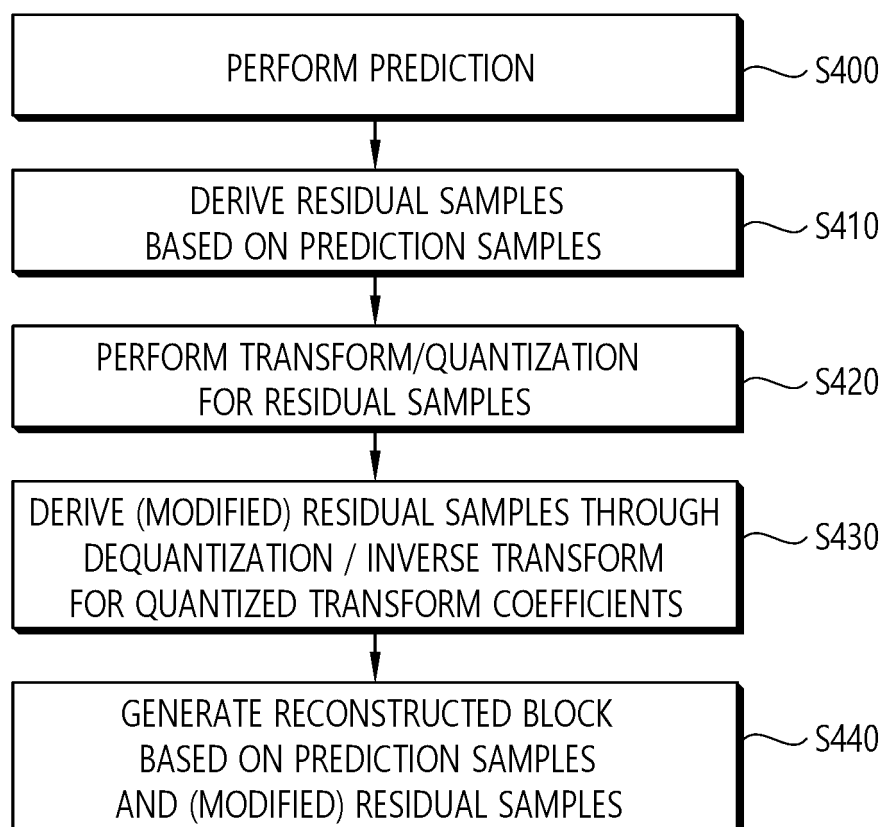 PERFORM PREDICTION
S400
DERIVE RESIDUAL SAMPLES
BASED ON PREDICTION SAMPLES
S410
PERFORM TRANSFORM/QUANTIZATION
FOR RESIDUAL SAMPLES
S420
DERIVE (MODIFIED) RESIDUAL SAMPLES THROUGH
DEQUANTIZATION / INVERSE TRANSFORM
FOR QUANTIZED TRANSFORM COEFFICIENTS
S430
GENERATE RECONSTRUCTED BLOCK
BASED ON PREDICTION SAMPLES
AND (MODIFIED) RESIDUAL SAMPLES
S440